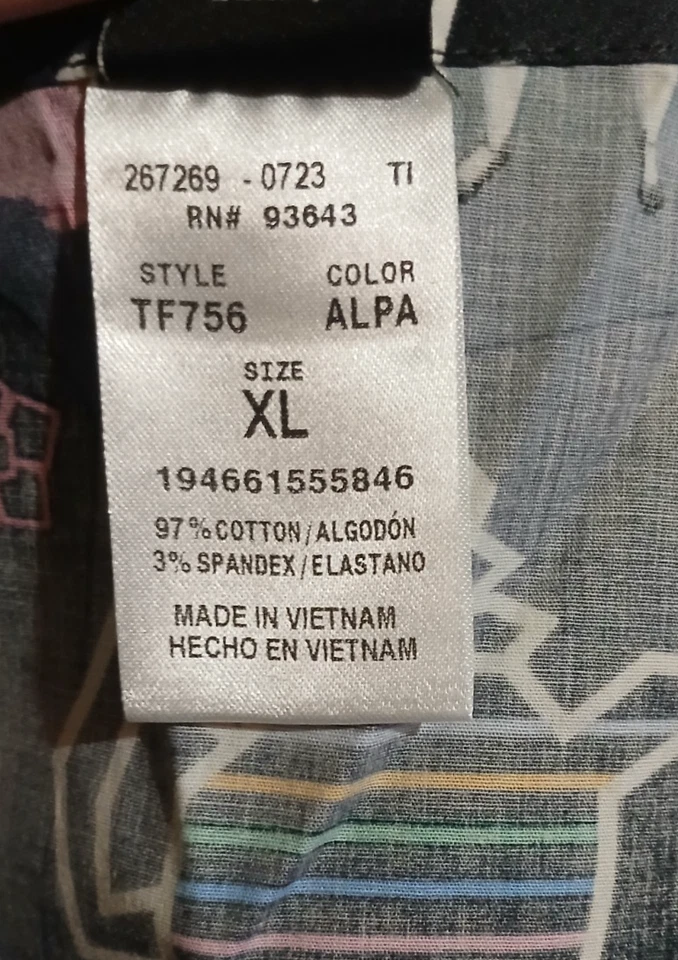 267269 - 0723 TI
RN# 93643
STYLE COLOR
TF756 ALPA
SIZE
XL
194661555846
97% COTTON/ALGODÓN
3% SPANDEX/ELASTANO
MADE IN VIETNAM
HECHO EN VIETNAM